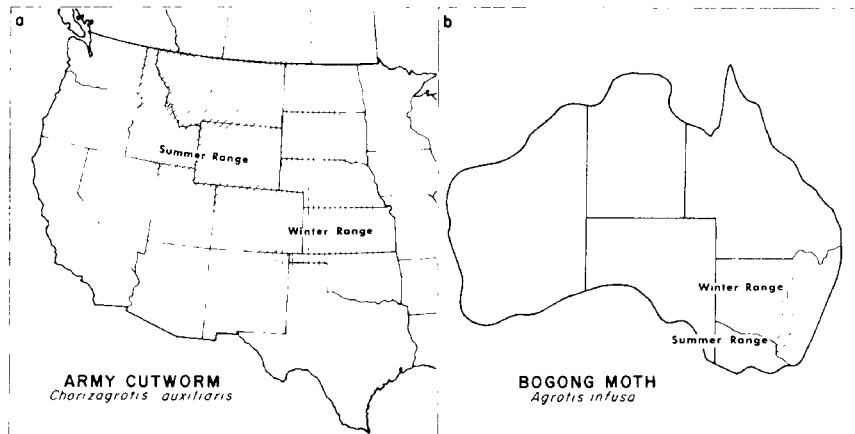 a
Summer Range
Winter Range
ARMY CUTWORM
Chorizagrotis auxiliaris
b
Winter Range
Summer Range
BOGONG MOTH
Agrotis infusa